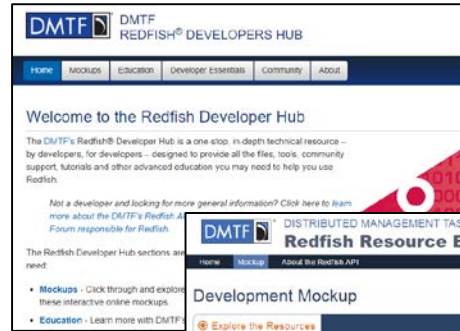 DMTF
DMTF
REDFISH® DEVELOPERS HUB
Home Mockups Education Developer Essentials Community About
Welcome to the Redfish Developer Hub
The DMTF's Redfish® Developer Hub is a one stop, in-depth technical resource –
by developers, for developers – designed to provide all the files, tools, community
support, tutorials and other advanced education you may need to help you use
Redfish.
Not a developer and looking for more general information? Click here to learn
more about the DMTF's Redfish
Forum responsible for Redfish.
The Redfish Developer Hub sections are
need:
• Mockups - Click through and explore
these interactive online mockups.
• Education - Learn more with DMTF's
DMTF
DISTRIBUTED MANAGEMENT TAS
Redfish Resource E
Home Mockup About the Redfish API
Development Mockup
Explore the Resources